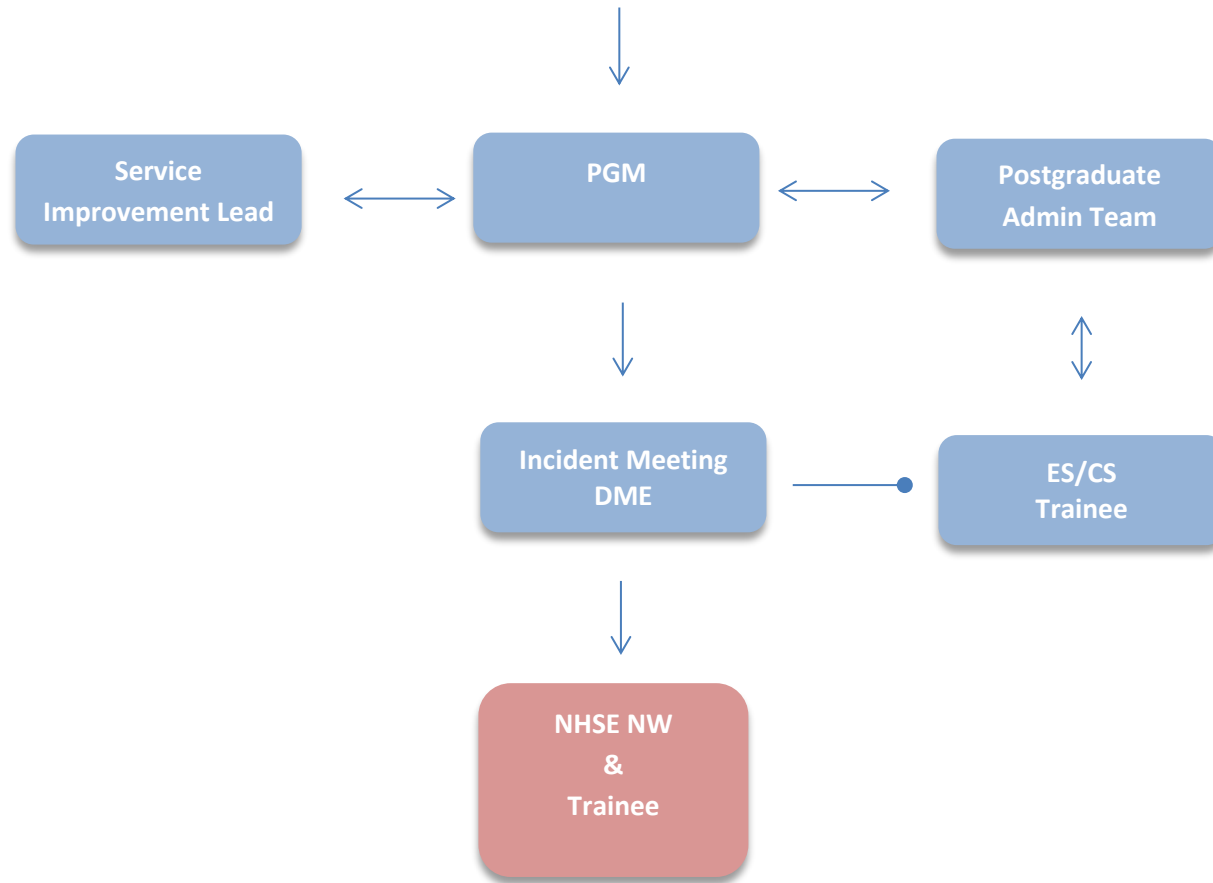 Service
Improvement Lead
PGM
Postgraduate
Admin Team
Incident Meeting
DME
ES/CS
Trainee
NHSE NW
&
Trainee